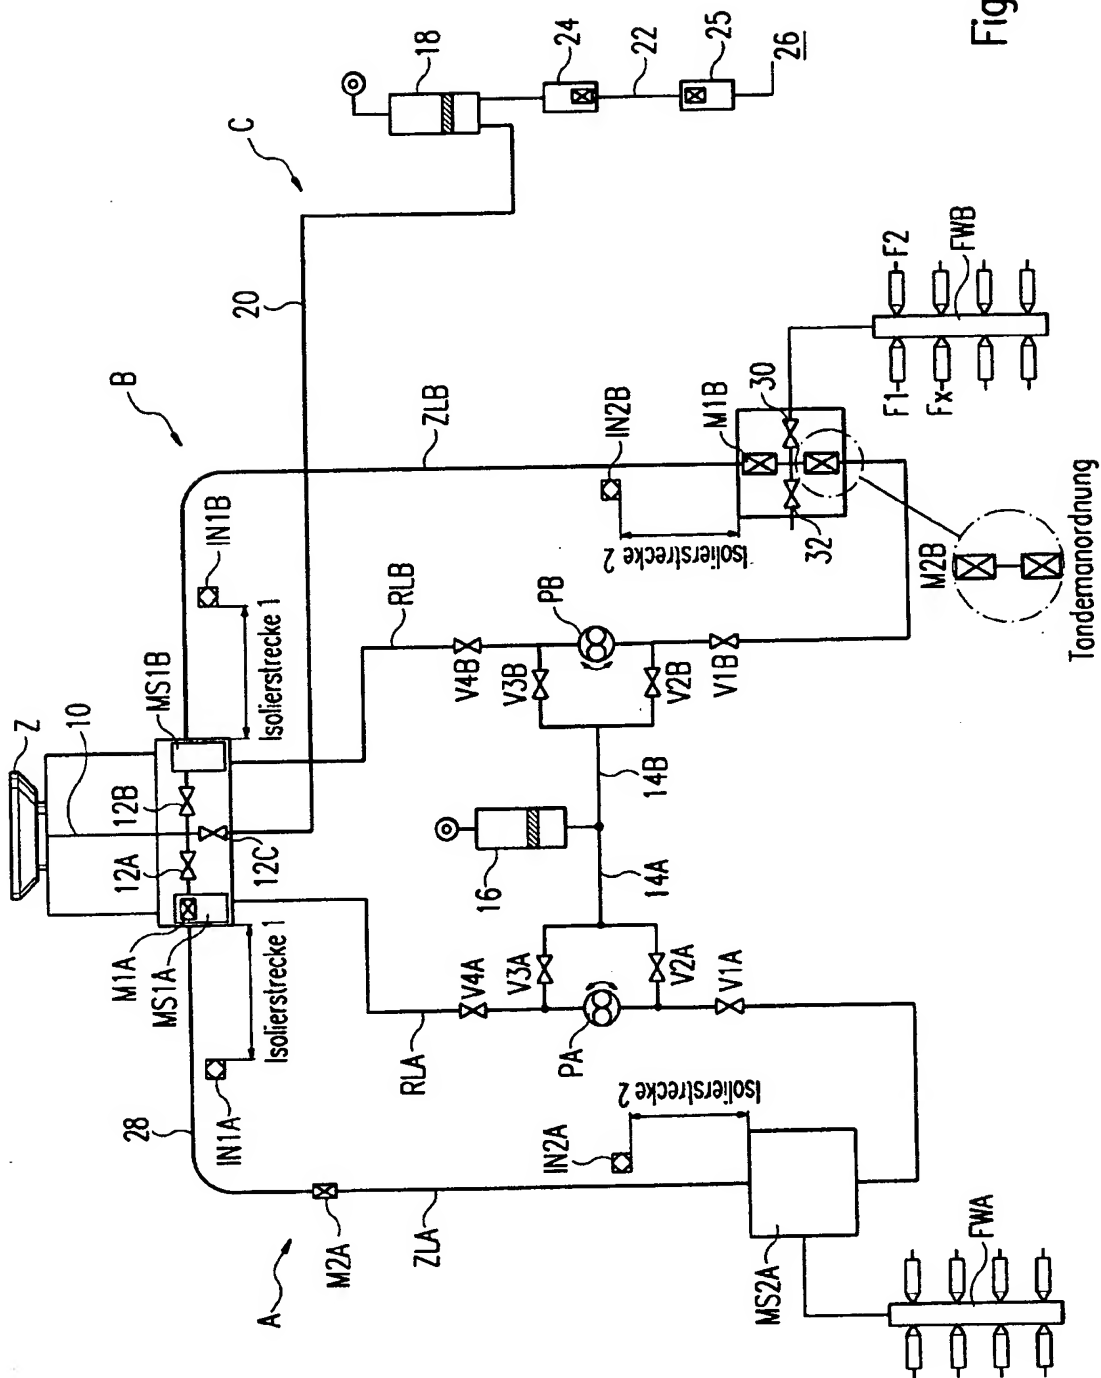 Z
10
12B
12A
12C
M1A
MS1A
MS1B
Isolierstrecke 1
Isolierstrecke 1
IN1A
IN1B
28
A
B
C
20
18
24
22
25
26
Fig
ZLB
RLB
RLA
ZLA
M2A
V4A
V3A
V2A
V1A
PA
V4B
V3B
V2B
V1B
PB
14A
14B
16
IN2A
Isolierstrecke 2
IN2B
Isolierstrecke 2
MS2A
FWA
M1B
30
32
M2B
Tandemanordnung
F1
F2
Fx
FWB